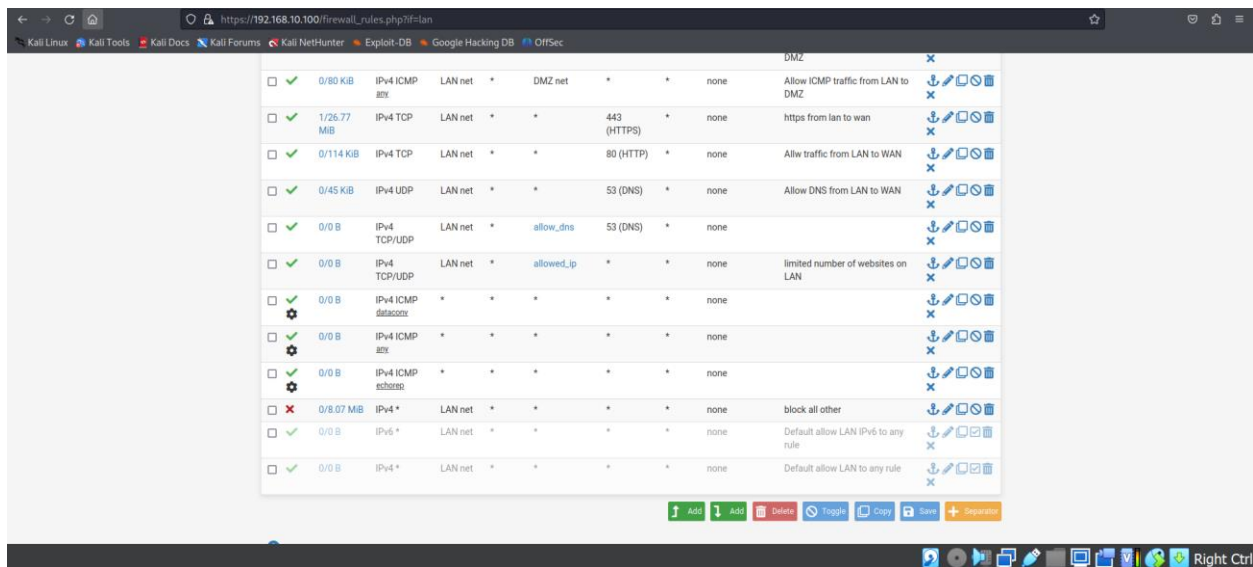 https://192.168.10.100/firewall_rules.php?if=lan
Kali Linux Kali Tools Kali Docs Kali Forums Kali NetHunter Exploit-DB Google Hacking DB OffSec
DMZ
0/80 KiB IPv4 ICMP LAN net * DMZ net * * none Allow ICMP traffic from LAN to
any DMZ
1/26.77 IPv4 TCP LAN net * * 443 * none https from lan to wan
MiB (HTTPS)
0/114 KiB IPv4 TCP LAN net * * 80 (HTTP) * none Allw traffic from LAN to WAN
0/45 KiB IPv4 UDP LAN net * * 53 (DNS) * none Allow DNS from LAN to WAN
0/0 B IPv4 LAN net * allow_dns 53 (DNS) * none
TCP/UDP
0/0 B IPv4 LAN net * allowed_ip * * none limited number of websites on
TCP/UDP LAN
0/0 B IPv4 ICMP * * * * * none
dataconv
0/0 B IPv4 ICMP * * * * * none
any
0/0 B IPv4 ICMP * * * * * none
echorep
0/8.07 MiB IPv4 * LAN net * * * * none block all other
0/0 B IPv6 * LAN net * * * * none Default allow LAN IPv6 to any
rule
0/0 B IPv4 * LAN net * * * * none Default allow LAN to any rule
Add Add Delete Toggle Copy Save Separator
Right Ctrl